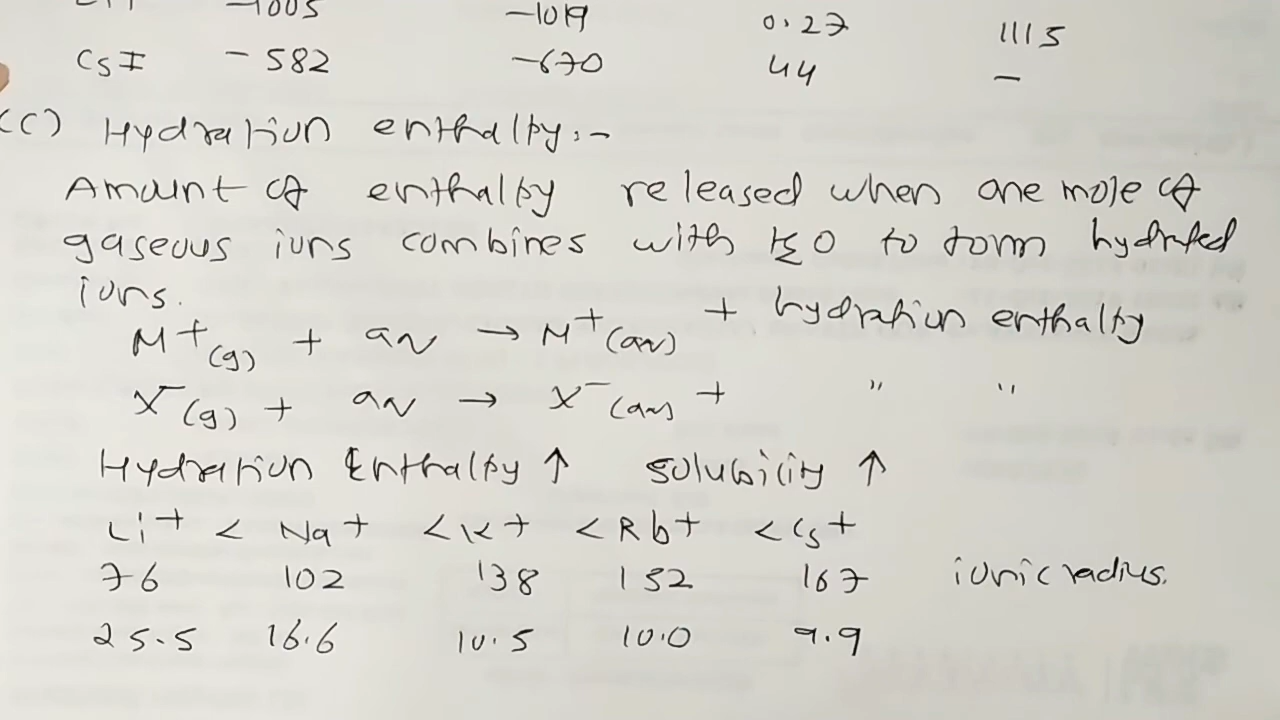 -1005 -1019 0.27 1115
CsI -582 -670 44 -
(C) Hydration enthalpy:-
Amount of enthalpy released when one mole of
gaseous ions combines with H2O to form hydrated
ions.
M+(g) + aq → M+(aq) + hydration enthalpy
X-(g) + aq → X-(aq) + " "
Hydration Enthalpy ↑ solubility ↑
Li+ < Na+ < K+ < Rb+ < Cs+
76 102 138 152 167 ionic radius.
25.5 16.6 10.5 10.0 9.9